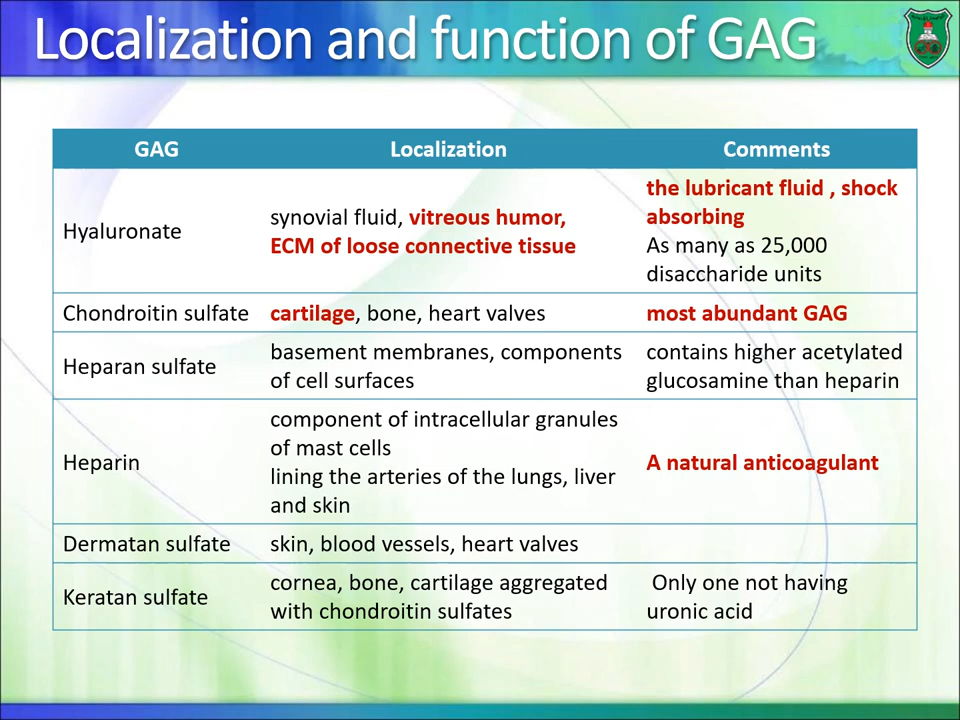 Localization and function of GAG
GAG Localization Comments
Hyaluronate
synovial fluid, vitreous humor,
ECM of loose connective tissue
the lubricant fluid , shock
absorbing
As many as 25,000
disaccharide units
Chondroitin sulfate
cartilage, bone, heart valves
most abundant GAG
Heparan sulfate
basement membranes, components
of cell surfaces
contains higher acetylated
glucosamine than heparin
Heparin
component of intracellular granules
of mast cells
lining the arteries of the lungs, liver
and skin
A natural anticoagulant
Dermatan sulfate
skin, blood vessels, heart valves
Keratan sulfate
cornea, bone, cartilage aggregated
with chondroitin sulfates
Only one not having
uronic acid